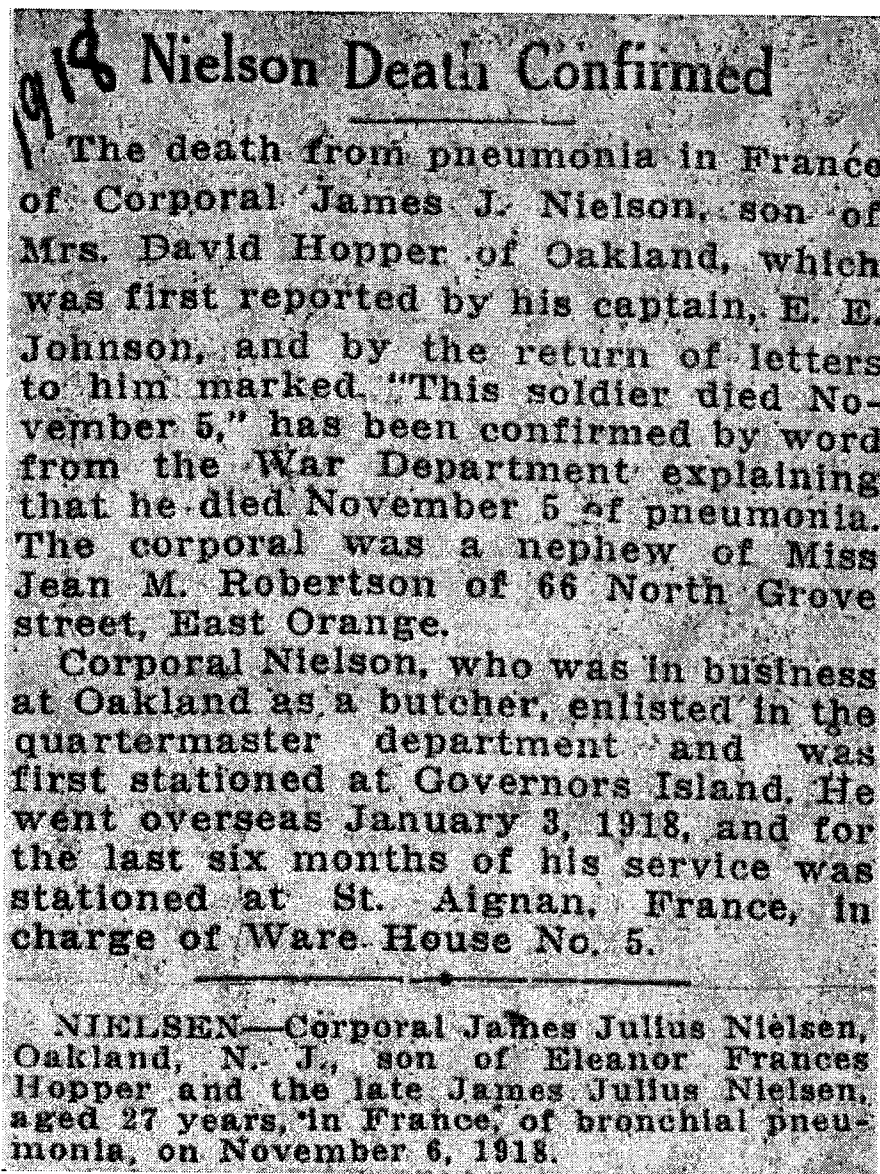 1918
Nielson Death Confirmed
The death from pneumonia in France
of Corporal James J. Nielson, son of
Mrs. David Hopper of Oakland, which
was first reported by his captain, E. E.
Johnson, and by the return of letters
to him marked. "This soldier died No-
vember 5," has been confirmed by word
from the War Department explaining
that he died November 5 of pneumonia.
The corporal was a nephew of Miss
Jean M. Robertson of 66 North Grove
street, East Orange.
Corporal Nielson, who was in business
at Oakland as a butcher, enlisted in the
quartermaster department and was
first stationed at Governors Island. He
went overseas January 3, 1918, and for
the last six months of his service was
stationed at St. Aignan, France, in
charge of Ware House No. 5.
NIELSEN—Corporal James Julius Nielsen,
Oakland, N. J., son of Eleanor Frances
Hopper and the late James Julius Nielsen,
aged 27 years, in France, of bronchial pneu-
monia, on November 6, 1918.